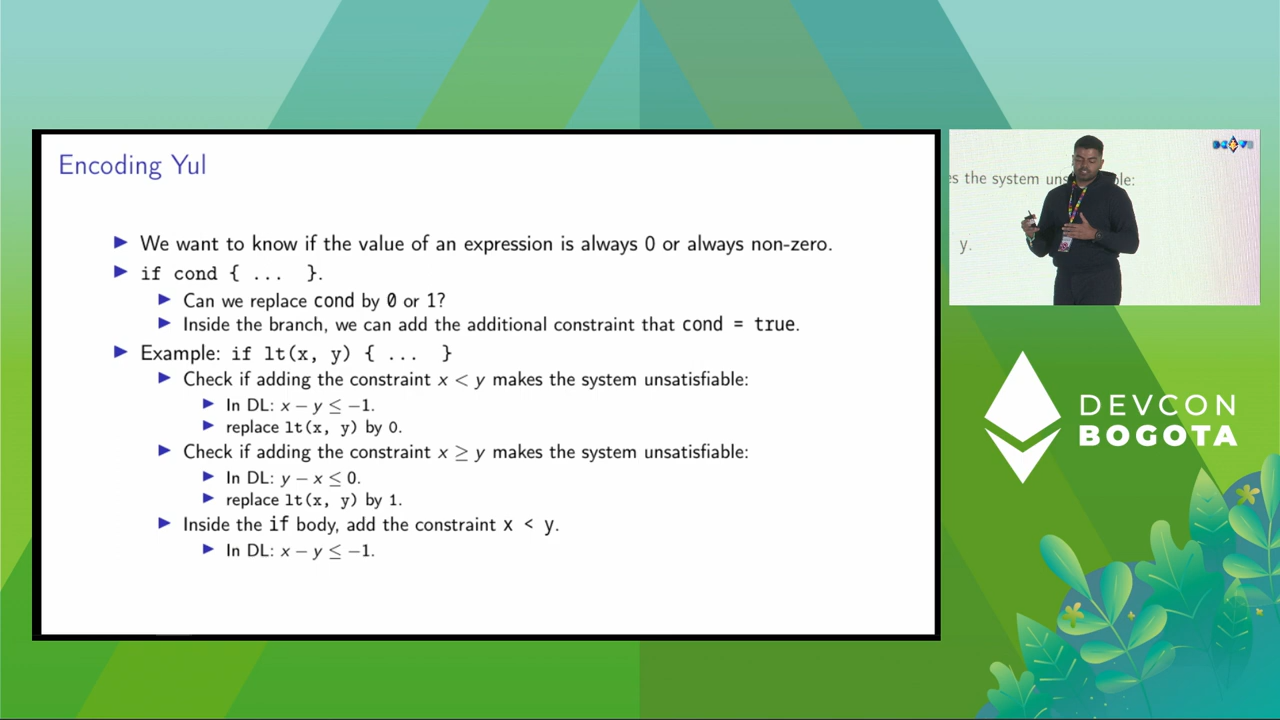 Encoding Yul
▶ We want to know if the value of an expression is always 0 or always non-zero.
▶ if cond { ... }.
▶ Can we replace cond by 0 or 1?
▶ Inside the branch, we can add the additional constraint that cond = true.
▶ Example: if lt(x, y) { ... }
▶ Check if adding the constraint x < y makes the system unsatisfiable:
▶ In DL: x − y ≤ −1.
▶ replace lt(x, y) by 0.
▶ Check if adding the constraint x ≥ y makes the system unsatisfiable:
▶ In DL: y − x ≤ 0.
▶ replace lt(x, y) by 1.
▶ Inside the if body, add the constraint x < y.
▶ In DL: x − y ≤ −1.
es the system uns ble:
y.
DEVCON
BOGOTA